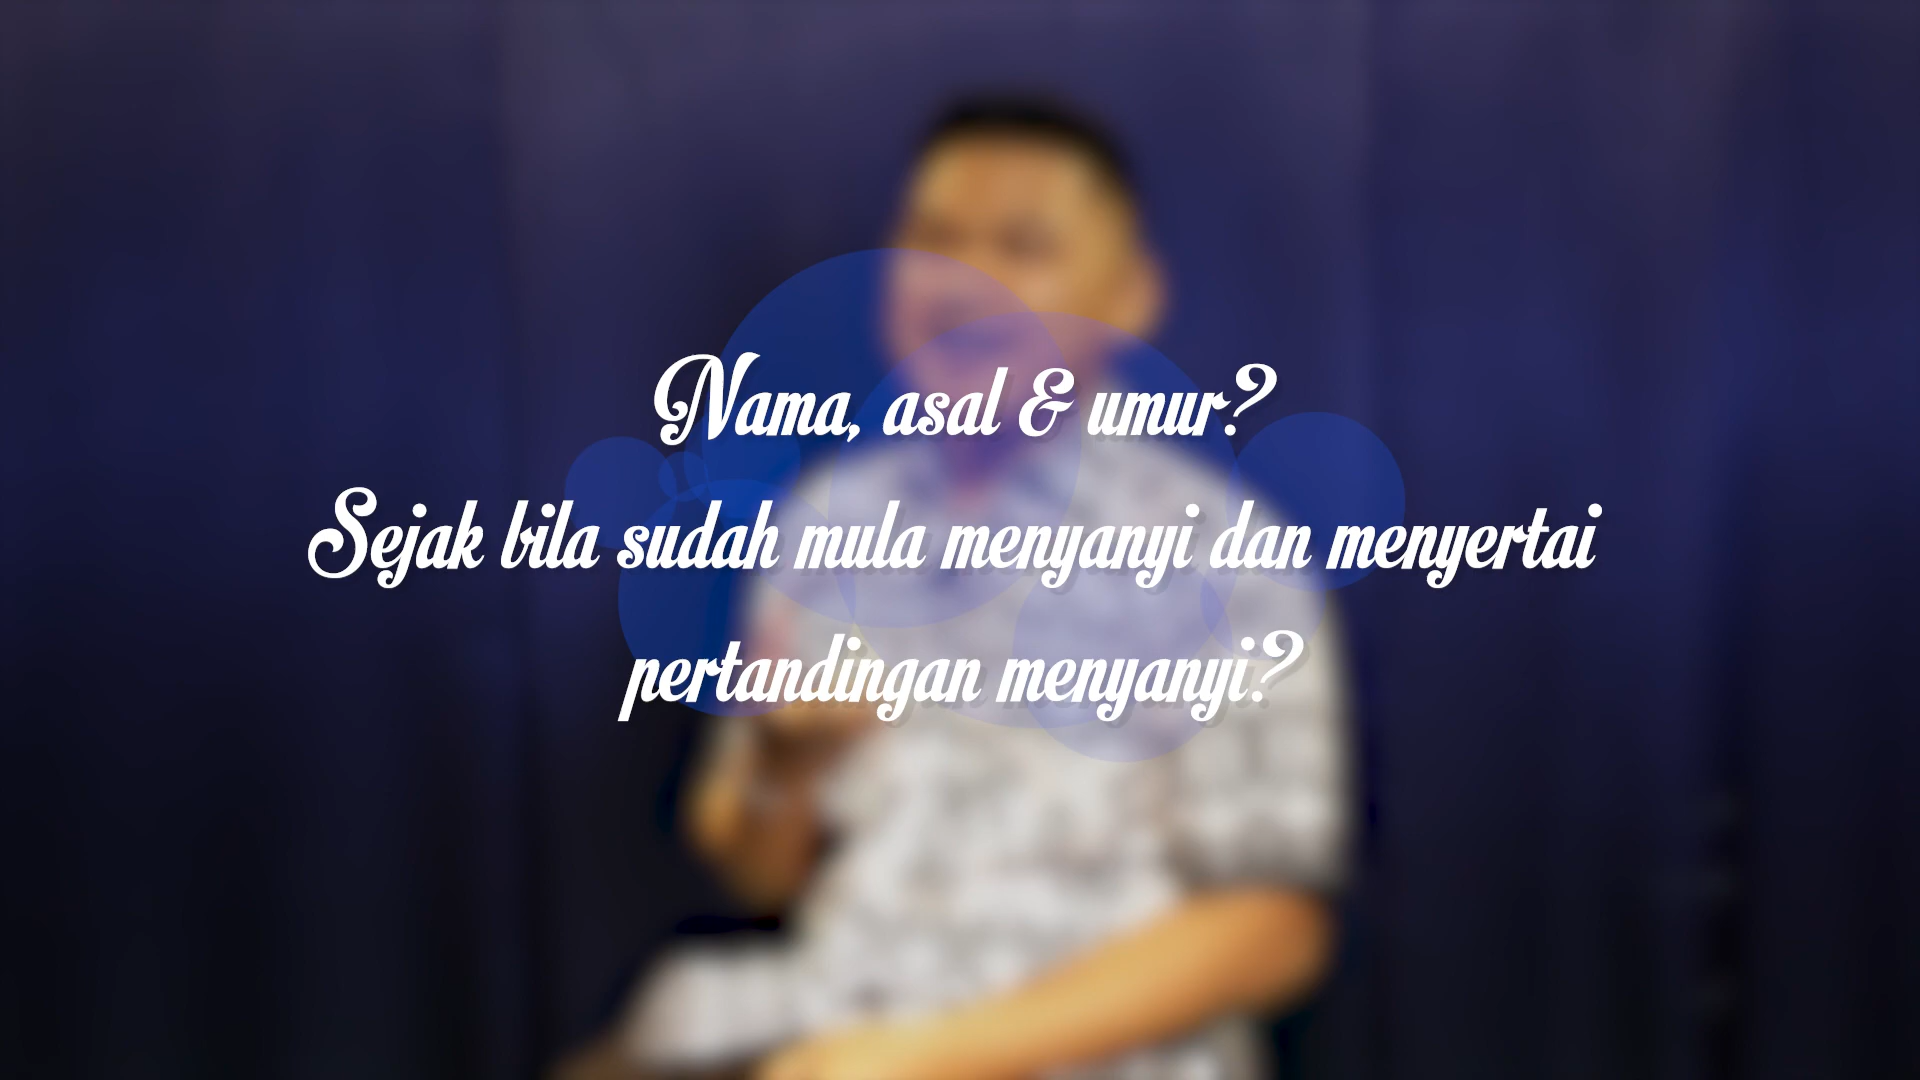 Nama, asal & umur?
Sejak bila sudah mula menyanyi dan menyertai
pertandingan menyanyi?